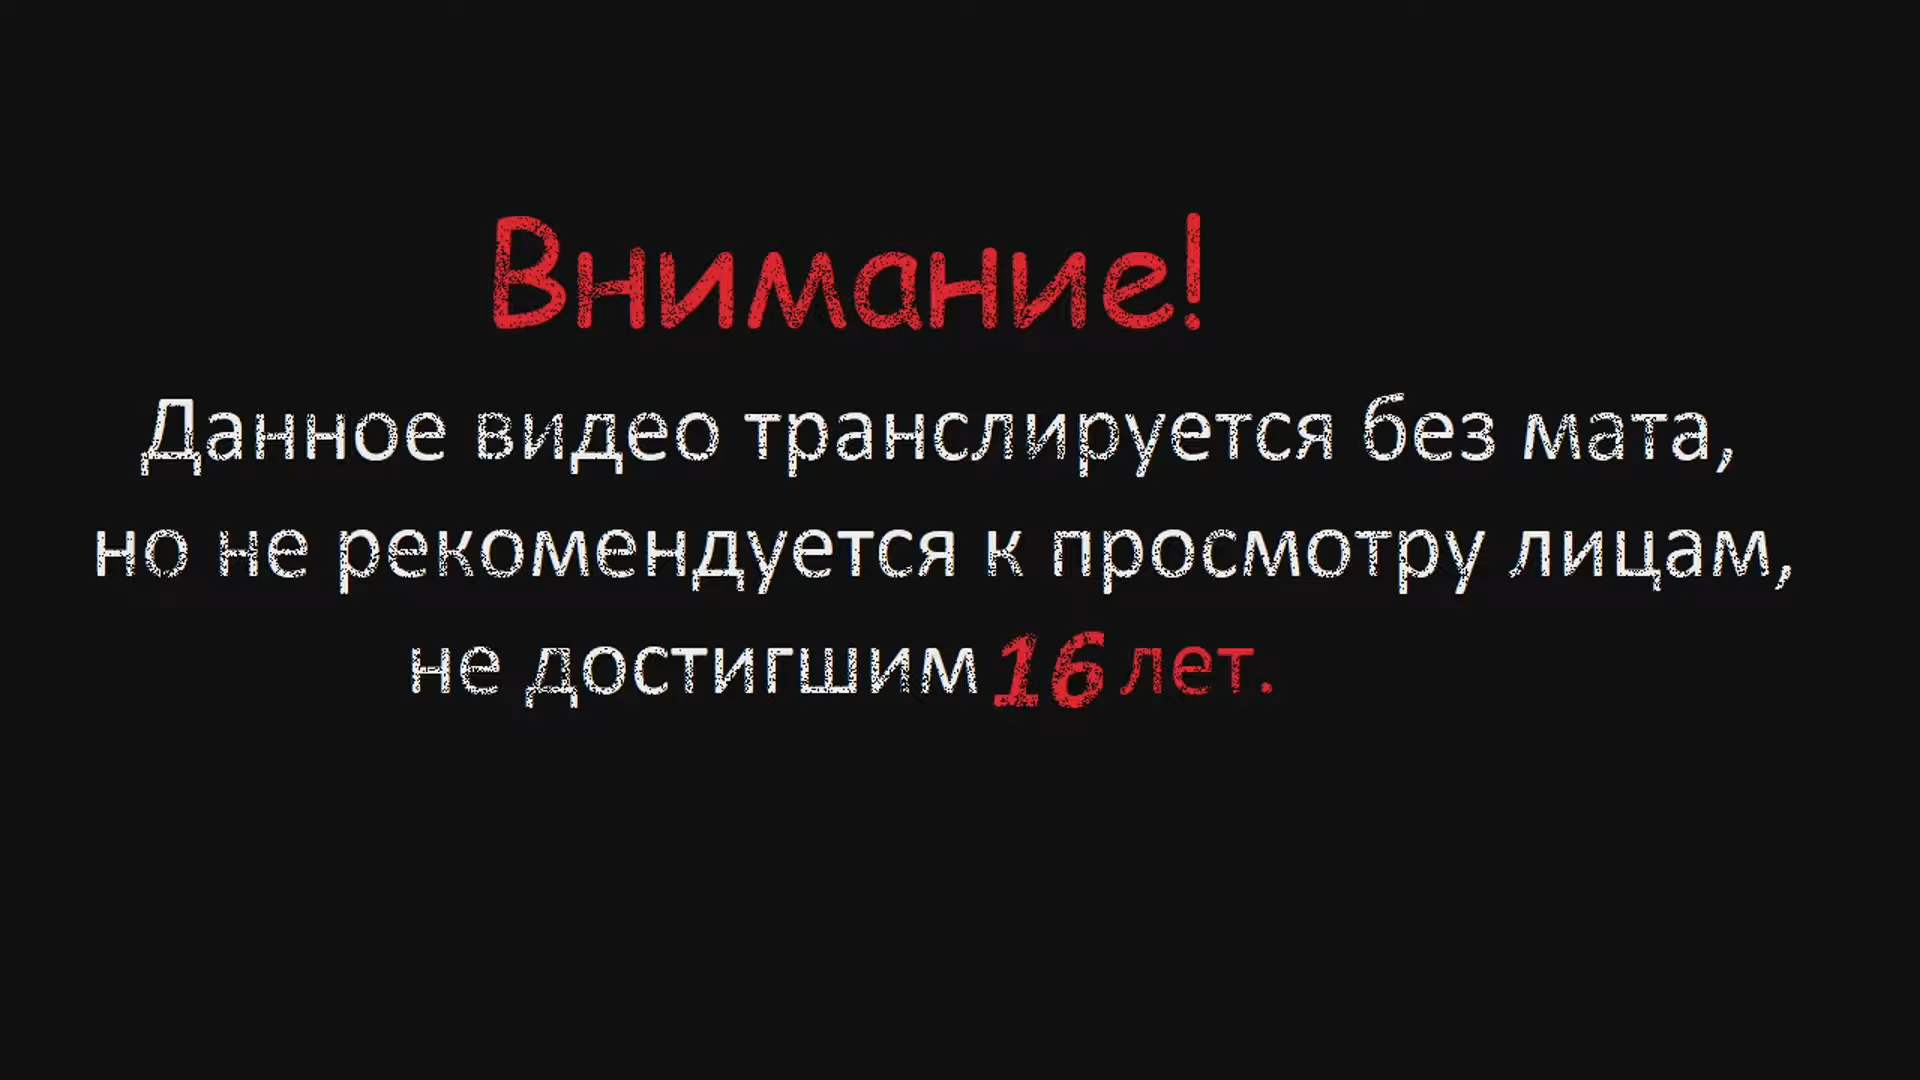 Внимание!
Данное видео транслируется без мата,
но не рекомендуется к просмотру лицам,
не достигшим 16 лет.